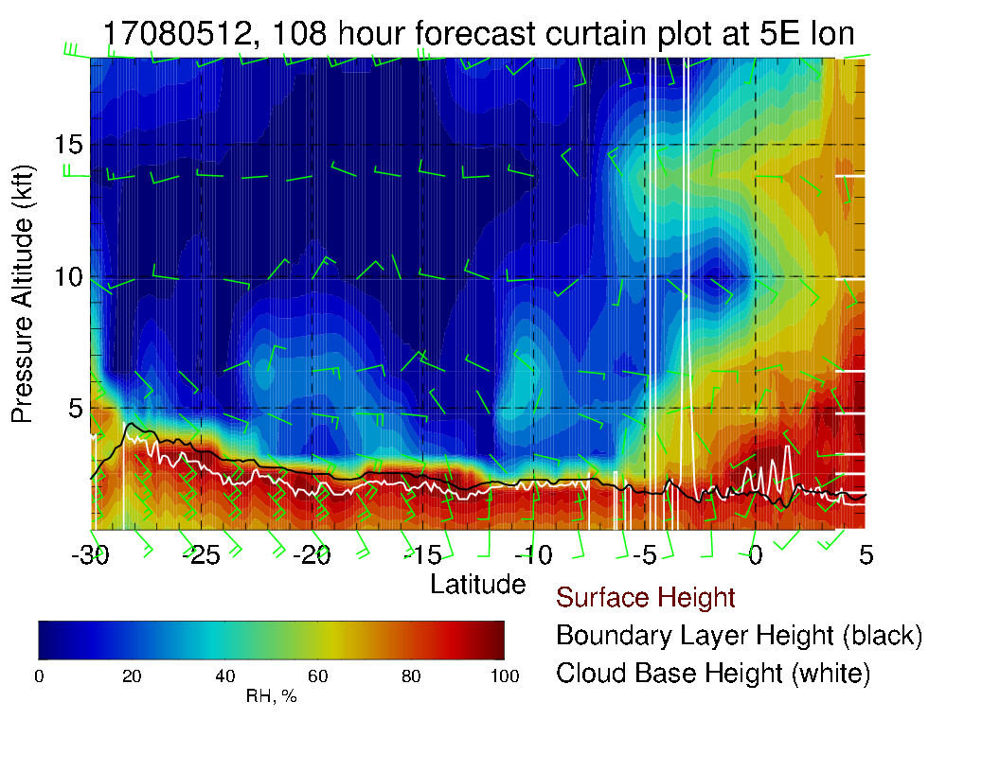 17080512, 108 hour forecast curtain plot at 5E lon
Pressure Altitude (kft)
15
10
5
-30 -25 -20 -15 -10 -5 0 5
Latitude
Surface Height
Boundary Layer Height (black)
Cloud Base Height (white)
0 20 40 60 80 100
RH, %